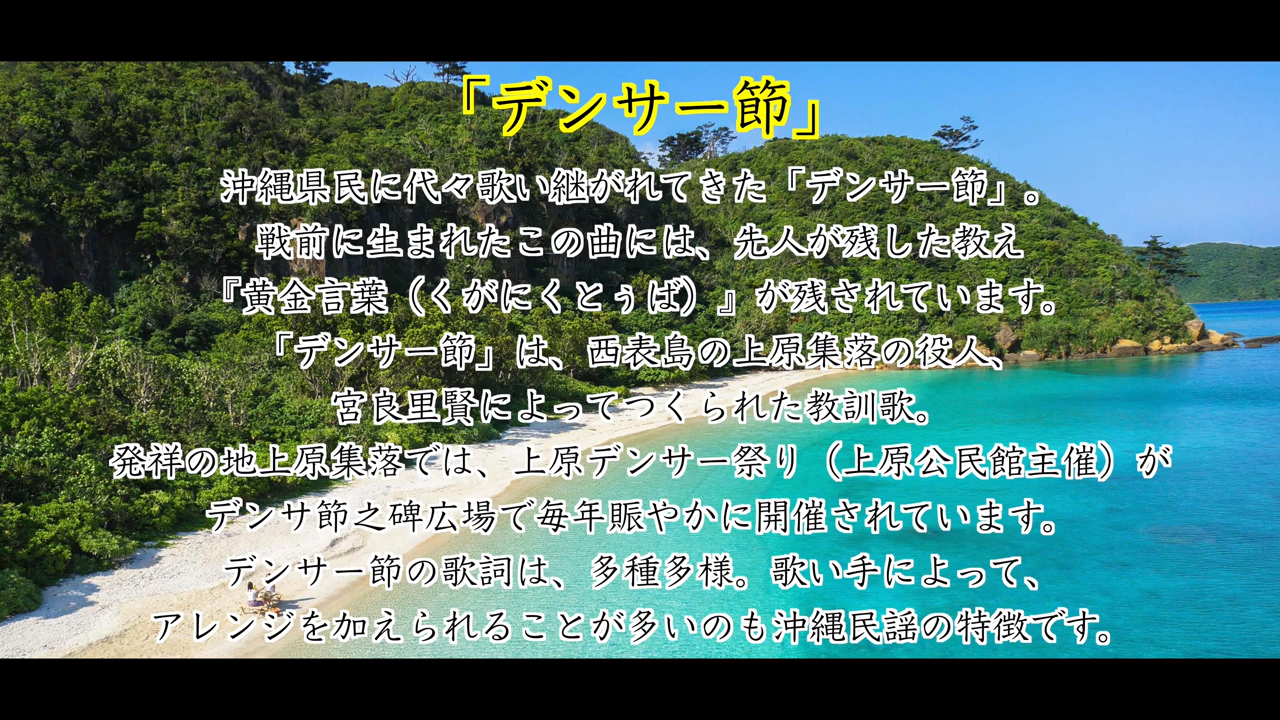 「デンサー節」
沖縄県民に代々歌い継がれてきた「デンサー節」。
戦前に生まれたこの曲には、先人が残した教え
『黄金言葉（くがにくとぅば）』が残されています。
「デンサー節」は、西表島の上原集落の役人、
宮良里賢によってつくられた教訓歌。
発祥の地上原集落では、上原デンサー祭り（上原公民館主催）が
デンサ節之碑広場で毎年賑やかに開催されています。
デンサー節の歌詞は、多種多様。歌い手によって、
アレンジを加えられることが多いのも沖縄民謡の特徴です。